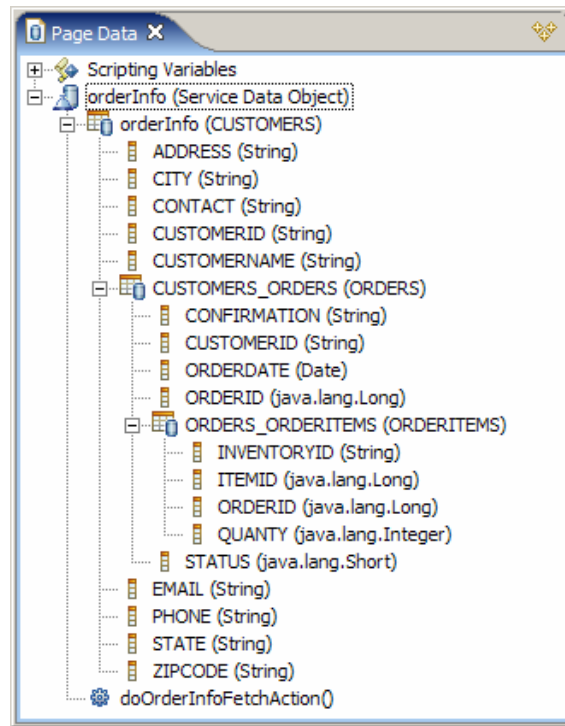 Page Data
Scripting Variables
orderInfo (Service Data Object)
orderInfo (CUSTOMERS)
ADDRESS (String)
CITY (String)
CONTACT (String)
CUSTOMERID (String)
CUSTOMERNAME (String)
CUSTOMERS_ORDERS (ORDERS)
CONFIRMATION (String)
CUSTOMERID (String)
ORDERDATE (Date)
ORDERID (java.lang.Long)
ORDERS_ORDERITEMS (ORDERITEMS)
INVENTORYID (String)
ITEMID (java.lang.Long)
ORDERID (java.lang.Long)
QUANTY (java.lang.Integer)
STATUS (java.lang.Short)
EMAIL (String)
PHONE (String)
STATE (String)
ZIPCODE (String)
doOrderInfoFetchAction()